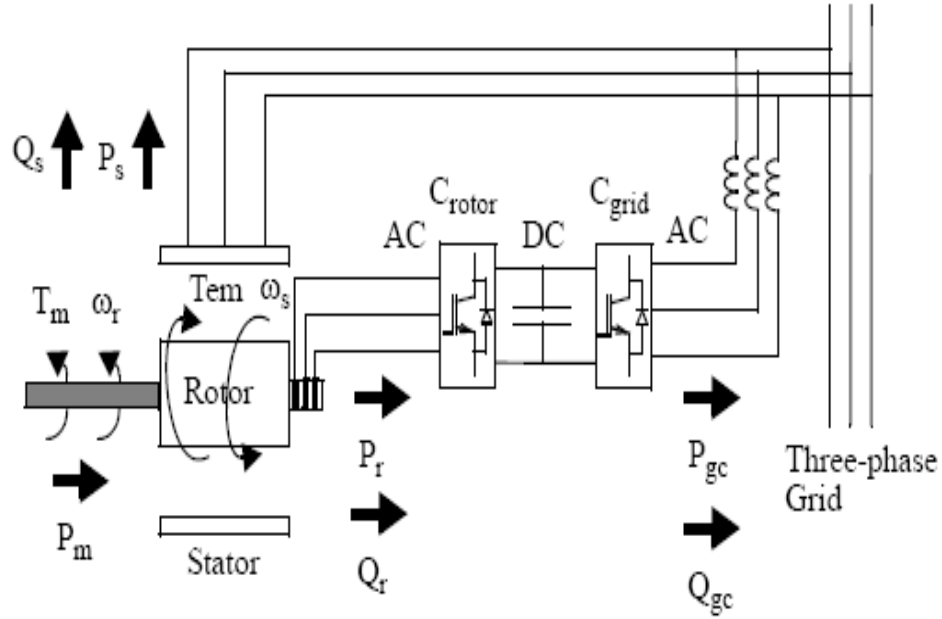 Qs Ps
Crotor Cgrid
AC DC AC
Tm ωr Tem ωs
Rotor
Pr Pgc
Three-phase
Grid
Pm Stator Qr Qgc